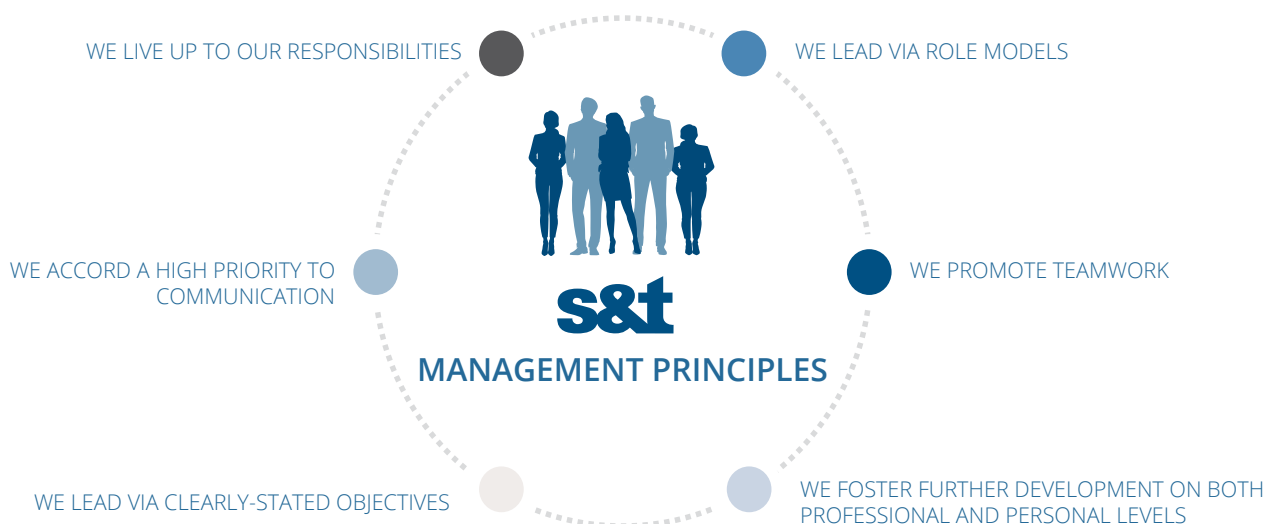 WE LIVE UP TO OUR RESPONSIBILITIES
WE LEAD VIA ROLE MODELS
WE ACCORD A HIGH PRIORITY TO
COMMUNICATION
WE PROMOTE TEAMWORK
s&t
MANAGEMENT PRINCIPLES
WE LEAD VIA CLEARLY-STATED OBJECTIVES
WE FOSTER FURTHER DEVELOPMENT ON BOTH
PROFESSIONAL AND PERSONAL LEVELS